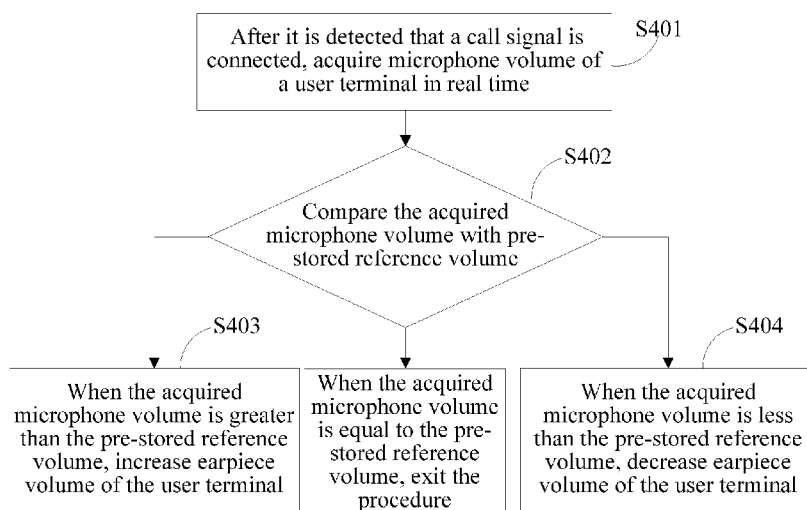 After it is detected that a call signal is
connected, acquire microphone volume of
a user terminal in real time
S401
S402
Compare the acquired
microphone volume with pre-
stored reference volume
S403
S404
When the acquired
microphone volume is greater
than the pre-stored reference
volume, increase earpiece
volume of the user terminal
When the acquired
microphone volume
is equal to the pre-
stored reference
volume, exit the
procedure
When the acquired
microphone volume is less
than the pre-stored reference
volume, decrease earpiece
volume of the user terminal